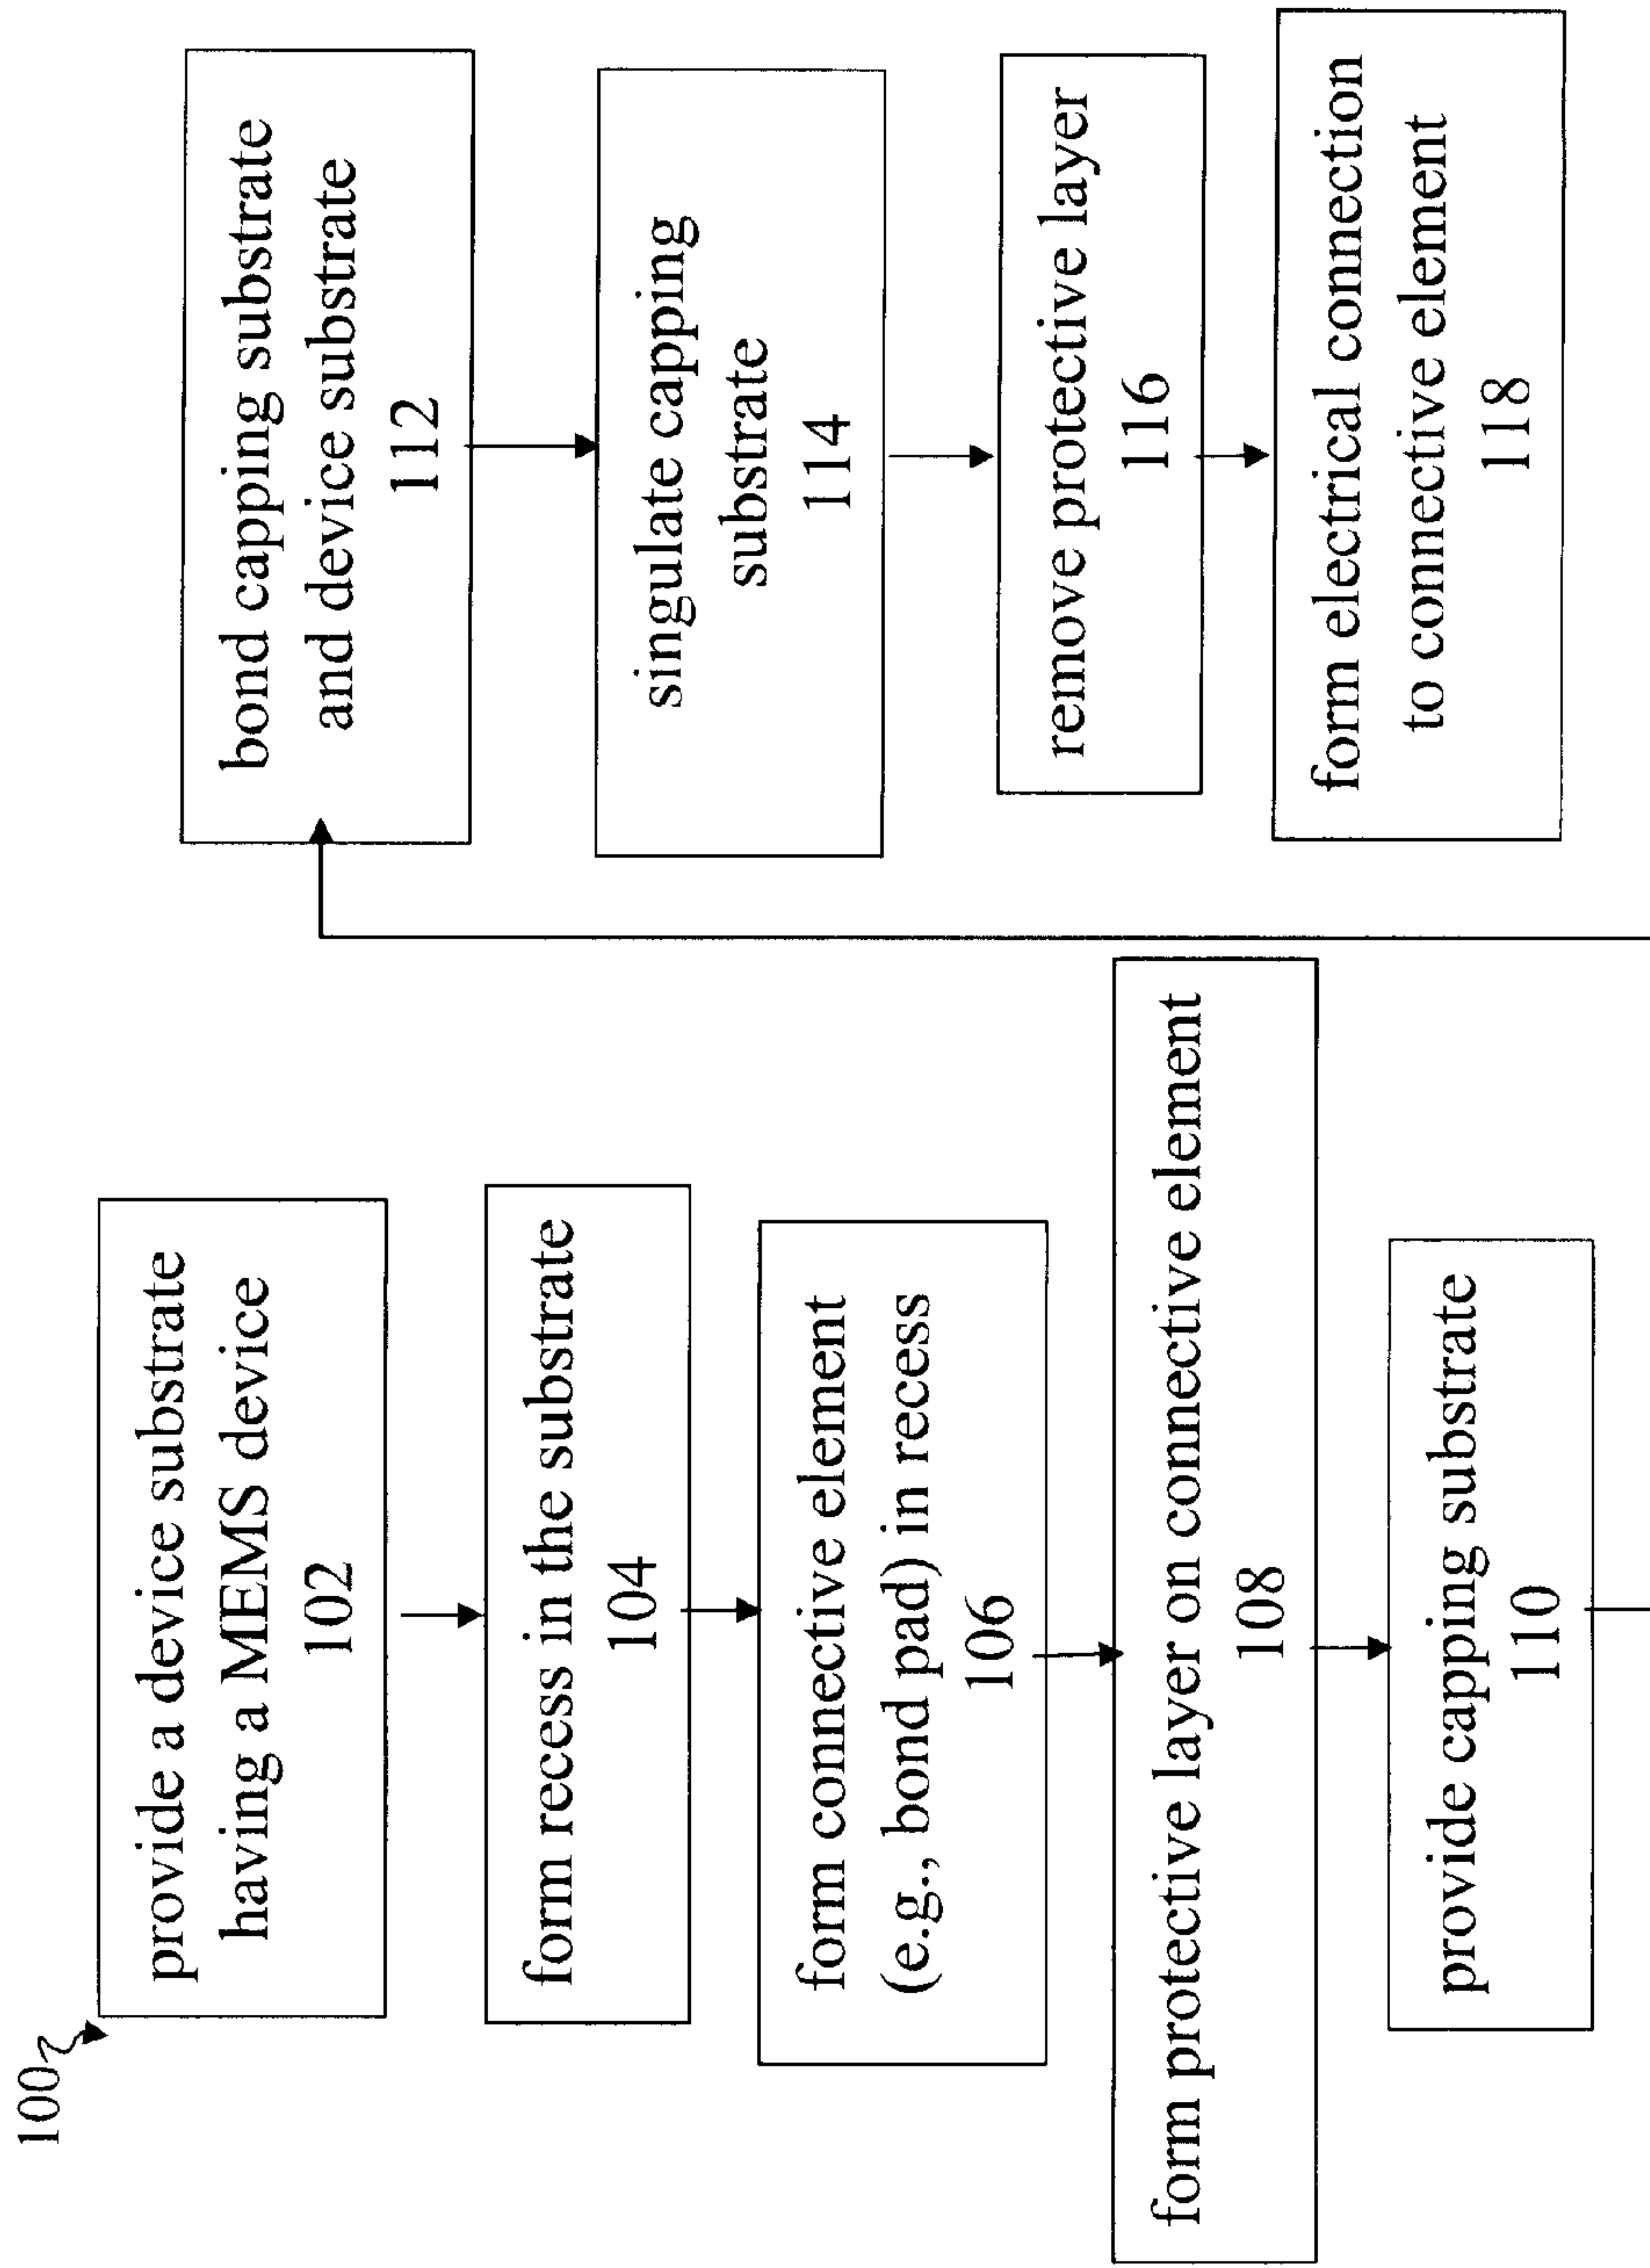 100
provide a device substrate
having a MEMS device
102
form recess in the substrate
104
form connective element
(e.g., bond pad) in recess
106
form protective layer on connective element
108
provide capping substrate
110
bond capping substrate
and device substrate
112
singulate capping
substrate
114
remove protective layer
116
form electrical connection
to connective element
118